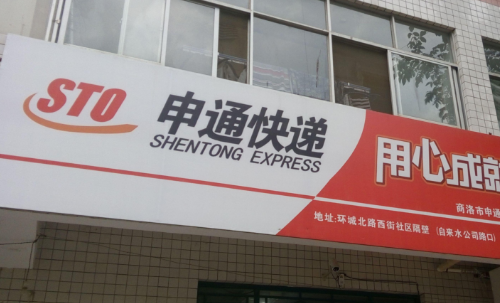 STO
申通快递
SHENTONG EXPRESS
用心成就
商洛市申通
地址:环城北路西街社区隔壁 (自来水公司路口)